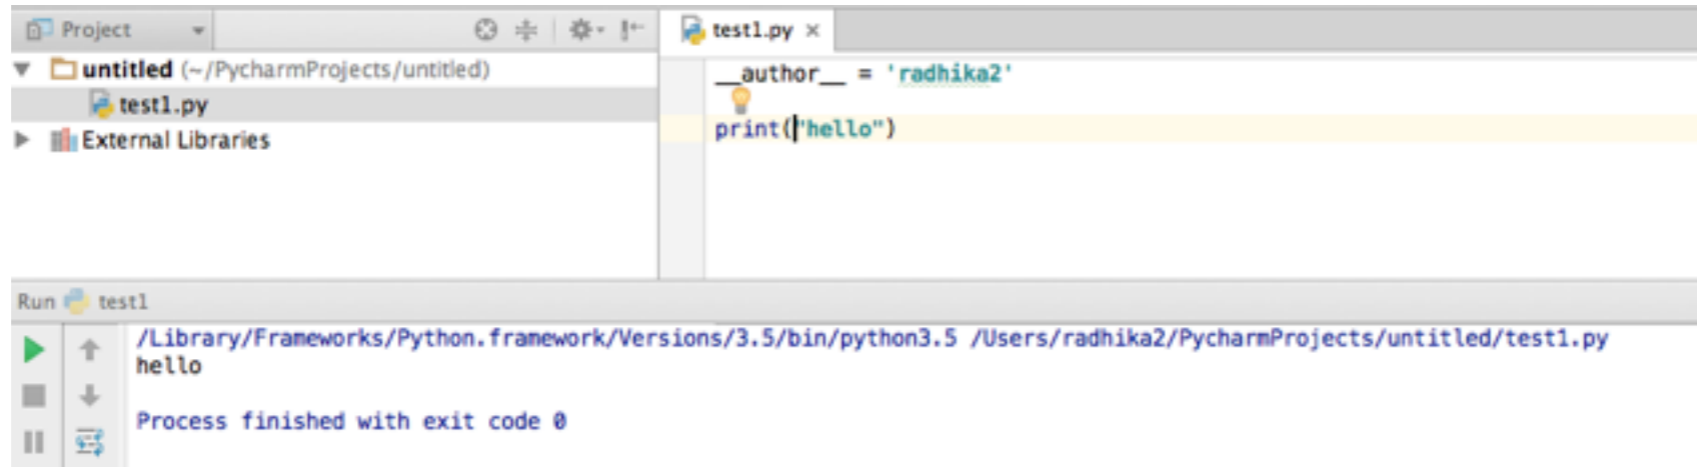 Project
untitled (~/PycharmProjects/untitled)
test1.py
External Libraries
test1.py ×
__author__ = 'radhika2'
print("hello")
Run test1
/Library/Frameworks/Python.framework/Versions/3.5/bin/python3.5 /Users/radhika2/PycharmProjects/untitled/test1.py
hello
Process finished with exit code 0